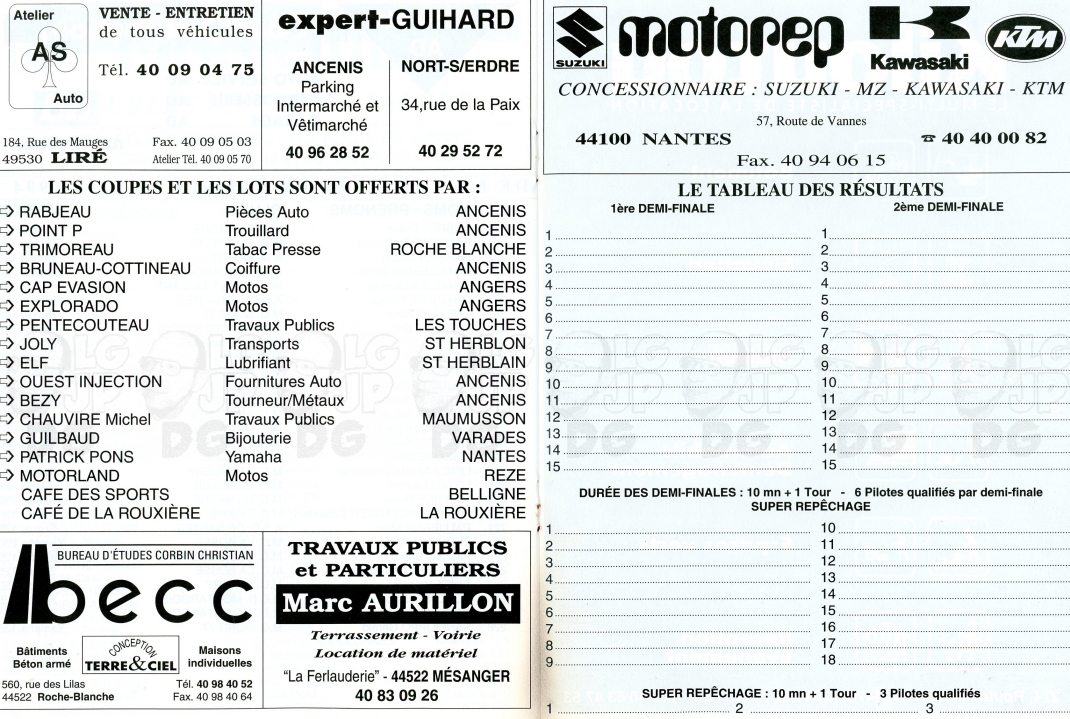 Atelier
AS
Auto
VENTE - ENTRETIEN
de tous véhicules
Tél. 40 09 04 75
184, Rue des Mauges
49530 LIRÉ
Fax. 40 09 05 03
Atelier Tél. 40 09 05 70
expert-GUIHARD
ANCENIS
Parking
Intermarché et
Vêtimarché
40 96 28 52
NORT-S/ERDRE
34,rue de la Paix
40 29 52 72
LES COUPES ET LES LOTS SONT OFFERTS PAR :
⇨ RABJEAU Pièces Auto ANCENIS
⇨ POINT P Trouillard ANCENIS
⇨ TRIMOREAU Tabac Presse ROCHE BLANCHE
⇨ BRUNEAU-COTTINEAU Coiffure ANCENIS
⇨ CAP EVASION Motos ANGERS
⇨ EXPLORADO Motos ANGERS
⇨ PENTECOUTEAU Travaux Publics LES TOUCHES
⇨ JOLY Transports ST HERBLON
⇨ ELF Lubrifiant ST HERBLAIN
⇨ OUEST INJECTION Fournitures Auto ANCENIS
⇨ BEZY Tourneur/Métaux ANCENIS
⇨ CHAUVIRE Michel Travaux Publics MAUMUSSON
⇨ GUILBAUD Bijouterie VARADES
⇨ PATRICK PONS Yamaha NANTES
⇨ MOTORLAND Motos REZE
CAFE DES SPORTS BELLIGNE
CAFÉ DE LA ROUXIÈRE LA ROUXIÈRE
BUREAU D'ÉTUDES CORBIN CHRISTIAN
becc
Bâtiments
Béton armé
CONCEPTION
TERRE & CIEL
Maisons
individuelles
560, rue des Lilas
44522 Roche-Blanche
Tél. 40 98 40 52
Fax. 40 98 40 64
TRAVAUX PUBLICS
et PARTICULIERS
Marc AURILLON
Terrassement - Voirie
Location de matériel
"La Ferlauderie" - 44522 MÉSANGER
40 83 09 26
SUZUKI
motorep
Kawasaki
KTM
CONCESSIONNAIRE : SUZUKI - MZ - KAWASAKI - KTM
57, Route de Vannes
44100 NANTES ☎ 40 40 00 82
Fax. 40 94 06 15
LE TABLEAU DES RÉSULTATS
1ère DEMI-FINALE 2ème DEMI-FINALE
1 1
2 2
3 3
4 4
5 5
6 6
7 7
8 8
9 9
10 10
11 11
12 12
13 13
14 14
15 15
DURÉE DES DEMI-FINALES : 10 mn + 1 Tour - 6 Pilotes qualifiés par demi-finale
SUPER REPÊCHAGE
1 10
2 11
3 12
4 13
5 14
6 15
7 16
8 17
9 18
SUPER REPÊCHAGE : 10 mn + 1 Tour - 3 Pilotes qualifiés
1 2 3
LG JP DG